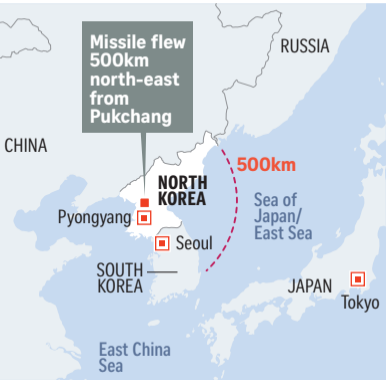 Missile flew
500km
north-east
from
Pukchang
RUSSIA
CHINA
500km
NORTH
KOREA
Sea of
Japan/
East Sea
Pyongyang
Seoul
SOUTH
KOREA
JAPAN
Tokyo
East China
Sea